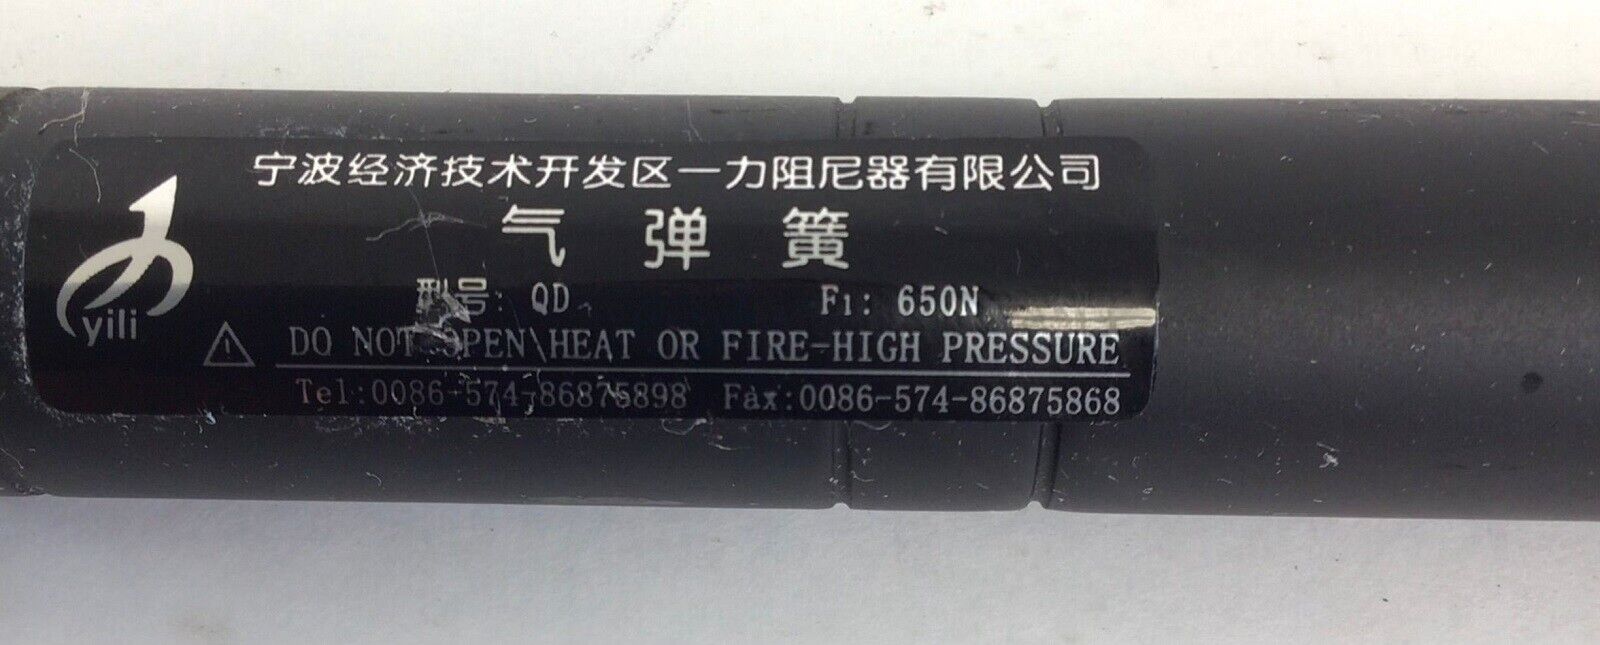 宁波经济技术开发区一力阻尼器有限公司
气弹簧
型号: QD F1: 650N
yili
DO NOT OPEN\HEAT OR FIRE-HIGH PRESSURE
Tel:0086-574-86875898 Fax:0086-574-86875868